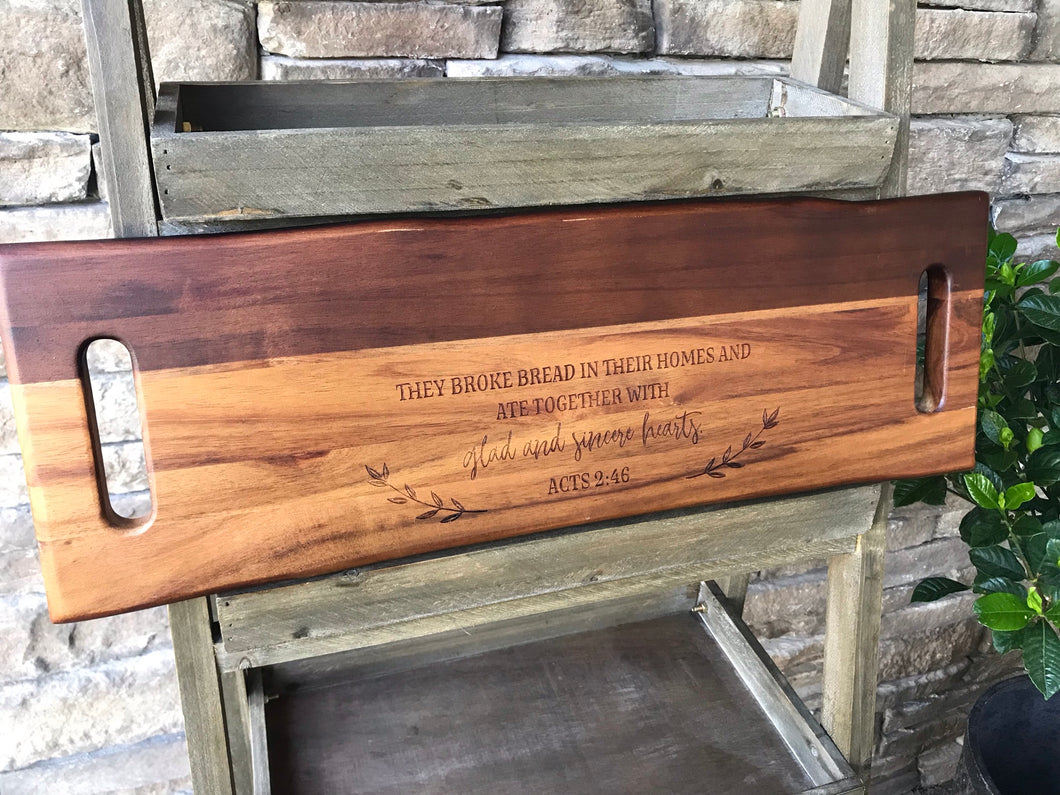 THEY BROKE BREAD IN THEIR HOMES AND
ATE TOGETHER WITH
glad and sincere hearts.
ACTS 2:46